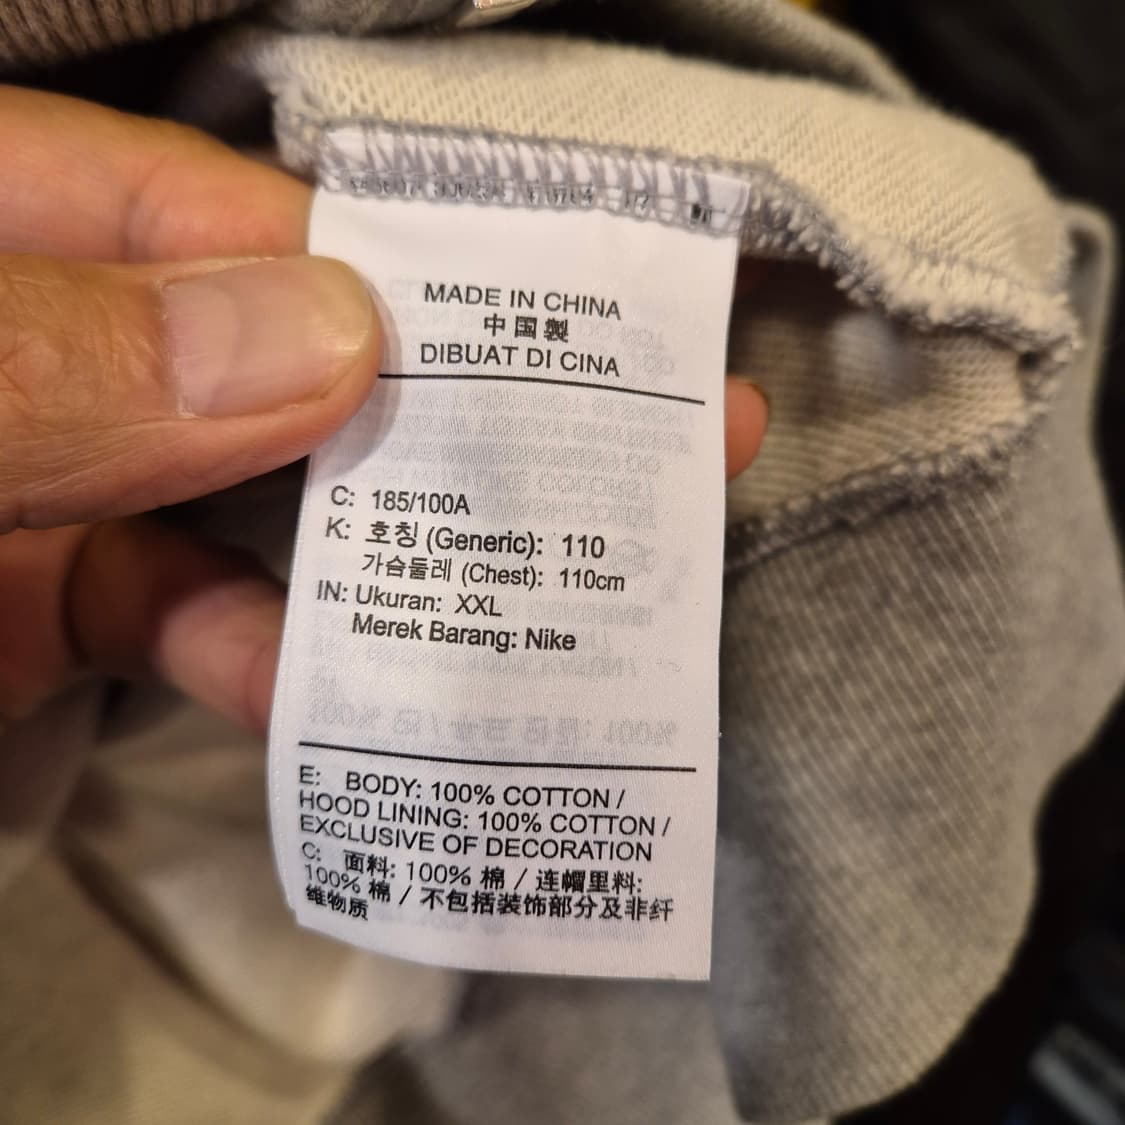 MADE IN CHINA
中国製
DIBUAT DI CINA
C: 185/100A
K: 호칭 (Generic): 110
가슴둘레 (Chest): 110cm
IN: Ukuran: XXL
Merek Barang: Nike
E: BODY: 100% COTTON /
HOOD LINING: 100% COTTON /
EXCLUSIVE OF DECORATION
C: 面料: 100% 棉 / 连帽里料:
100% 棉 / 不包括装饰部分及非纤
维物质